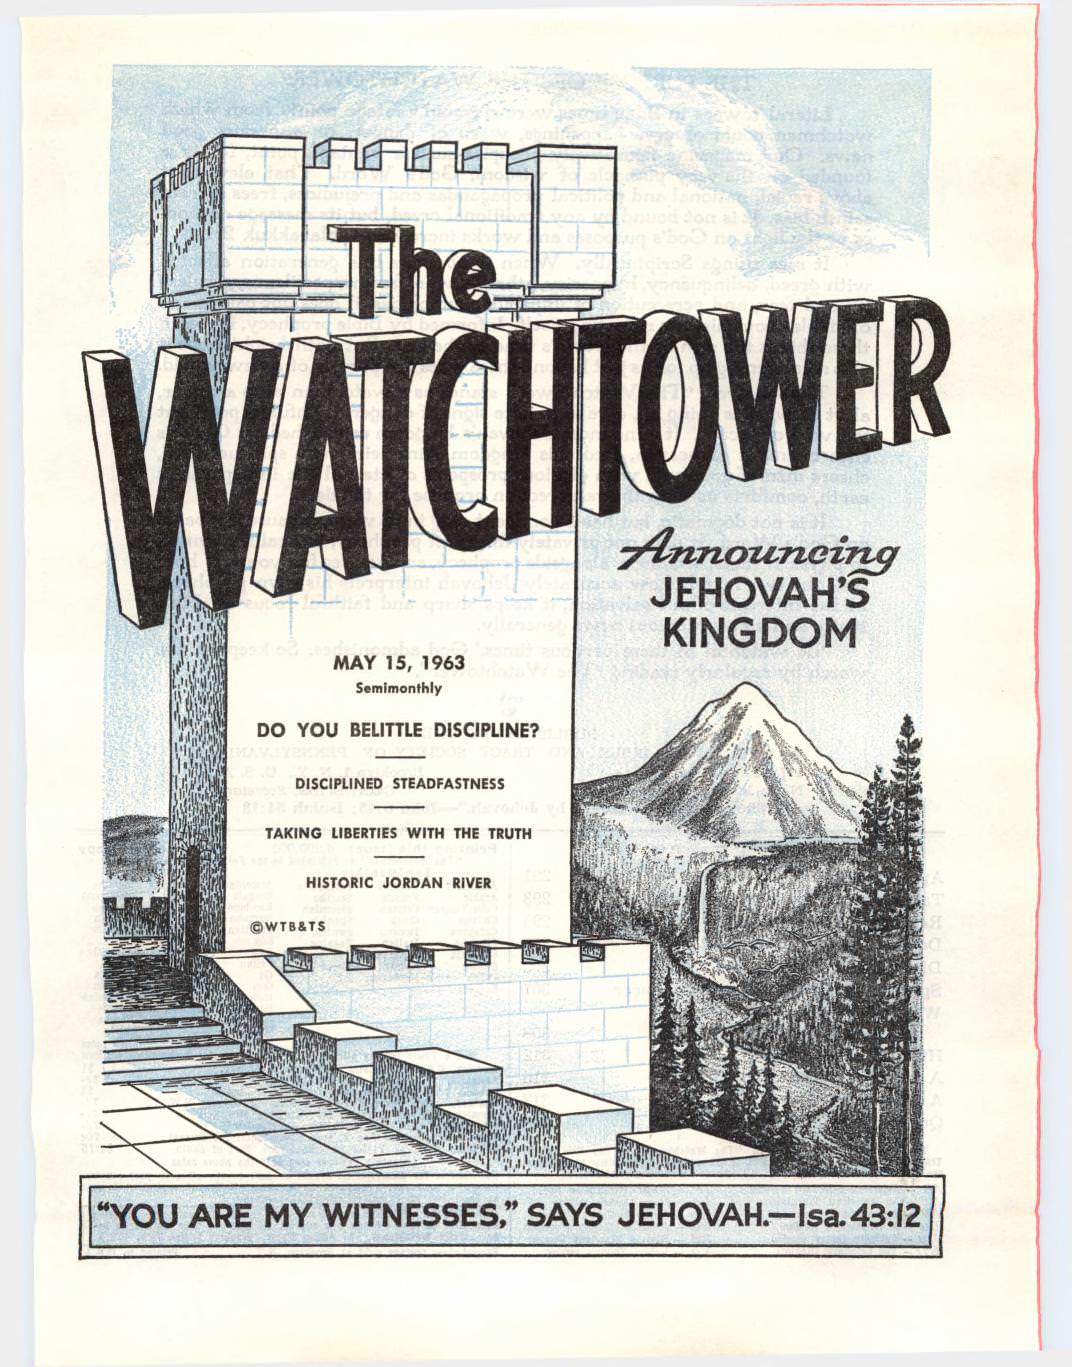 The
WATCHTOWER
Announcing
JEHOVAH'S
KINGDOM
MAY 15, 1963
Semimonthly
DO YOU BELITTLE DISCIPLINE?
DISCIPLINED STEADFASTNESS
TAKING LIBERTIES WITH THE TRUTH
HISTORIC JORDAN RIVER
©WTB&TS
"YOU ARE MY WITNESSES," SAYS JEHOVAH.—Isa. 43:12